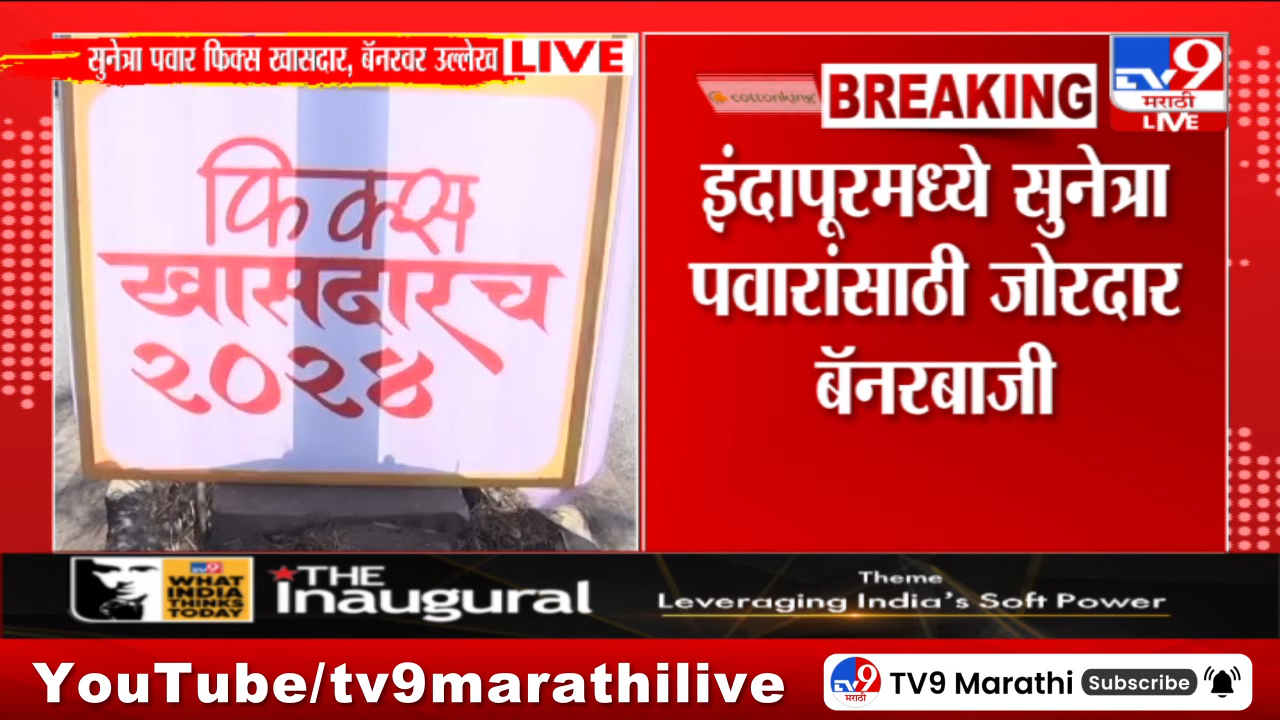 सुनेत्रा पवार फिक्स खासदार, बॅनरवर उल्लेख
LIVE
फिक्स
खासदारच
२०२४
cottonking
BREAKING
TV9
मराठी
LIVE
इंदापूरमध्ये सुनेत्रा
पवारांसाठी जोरदार
बॅनरबाजी
TV9
WHAT
INDIA
THINKS
TODAY
THE
Inaugural
Theme
Leveraging India's Soft Power
YouTube/tv9marathilive
TV9
मराठी
TV9 Marathi
Subscribe